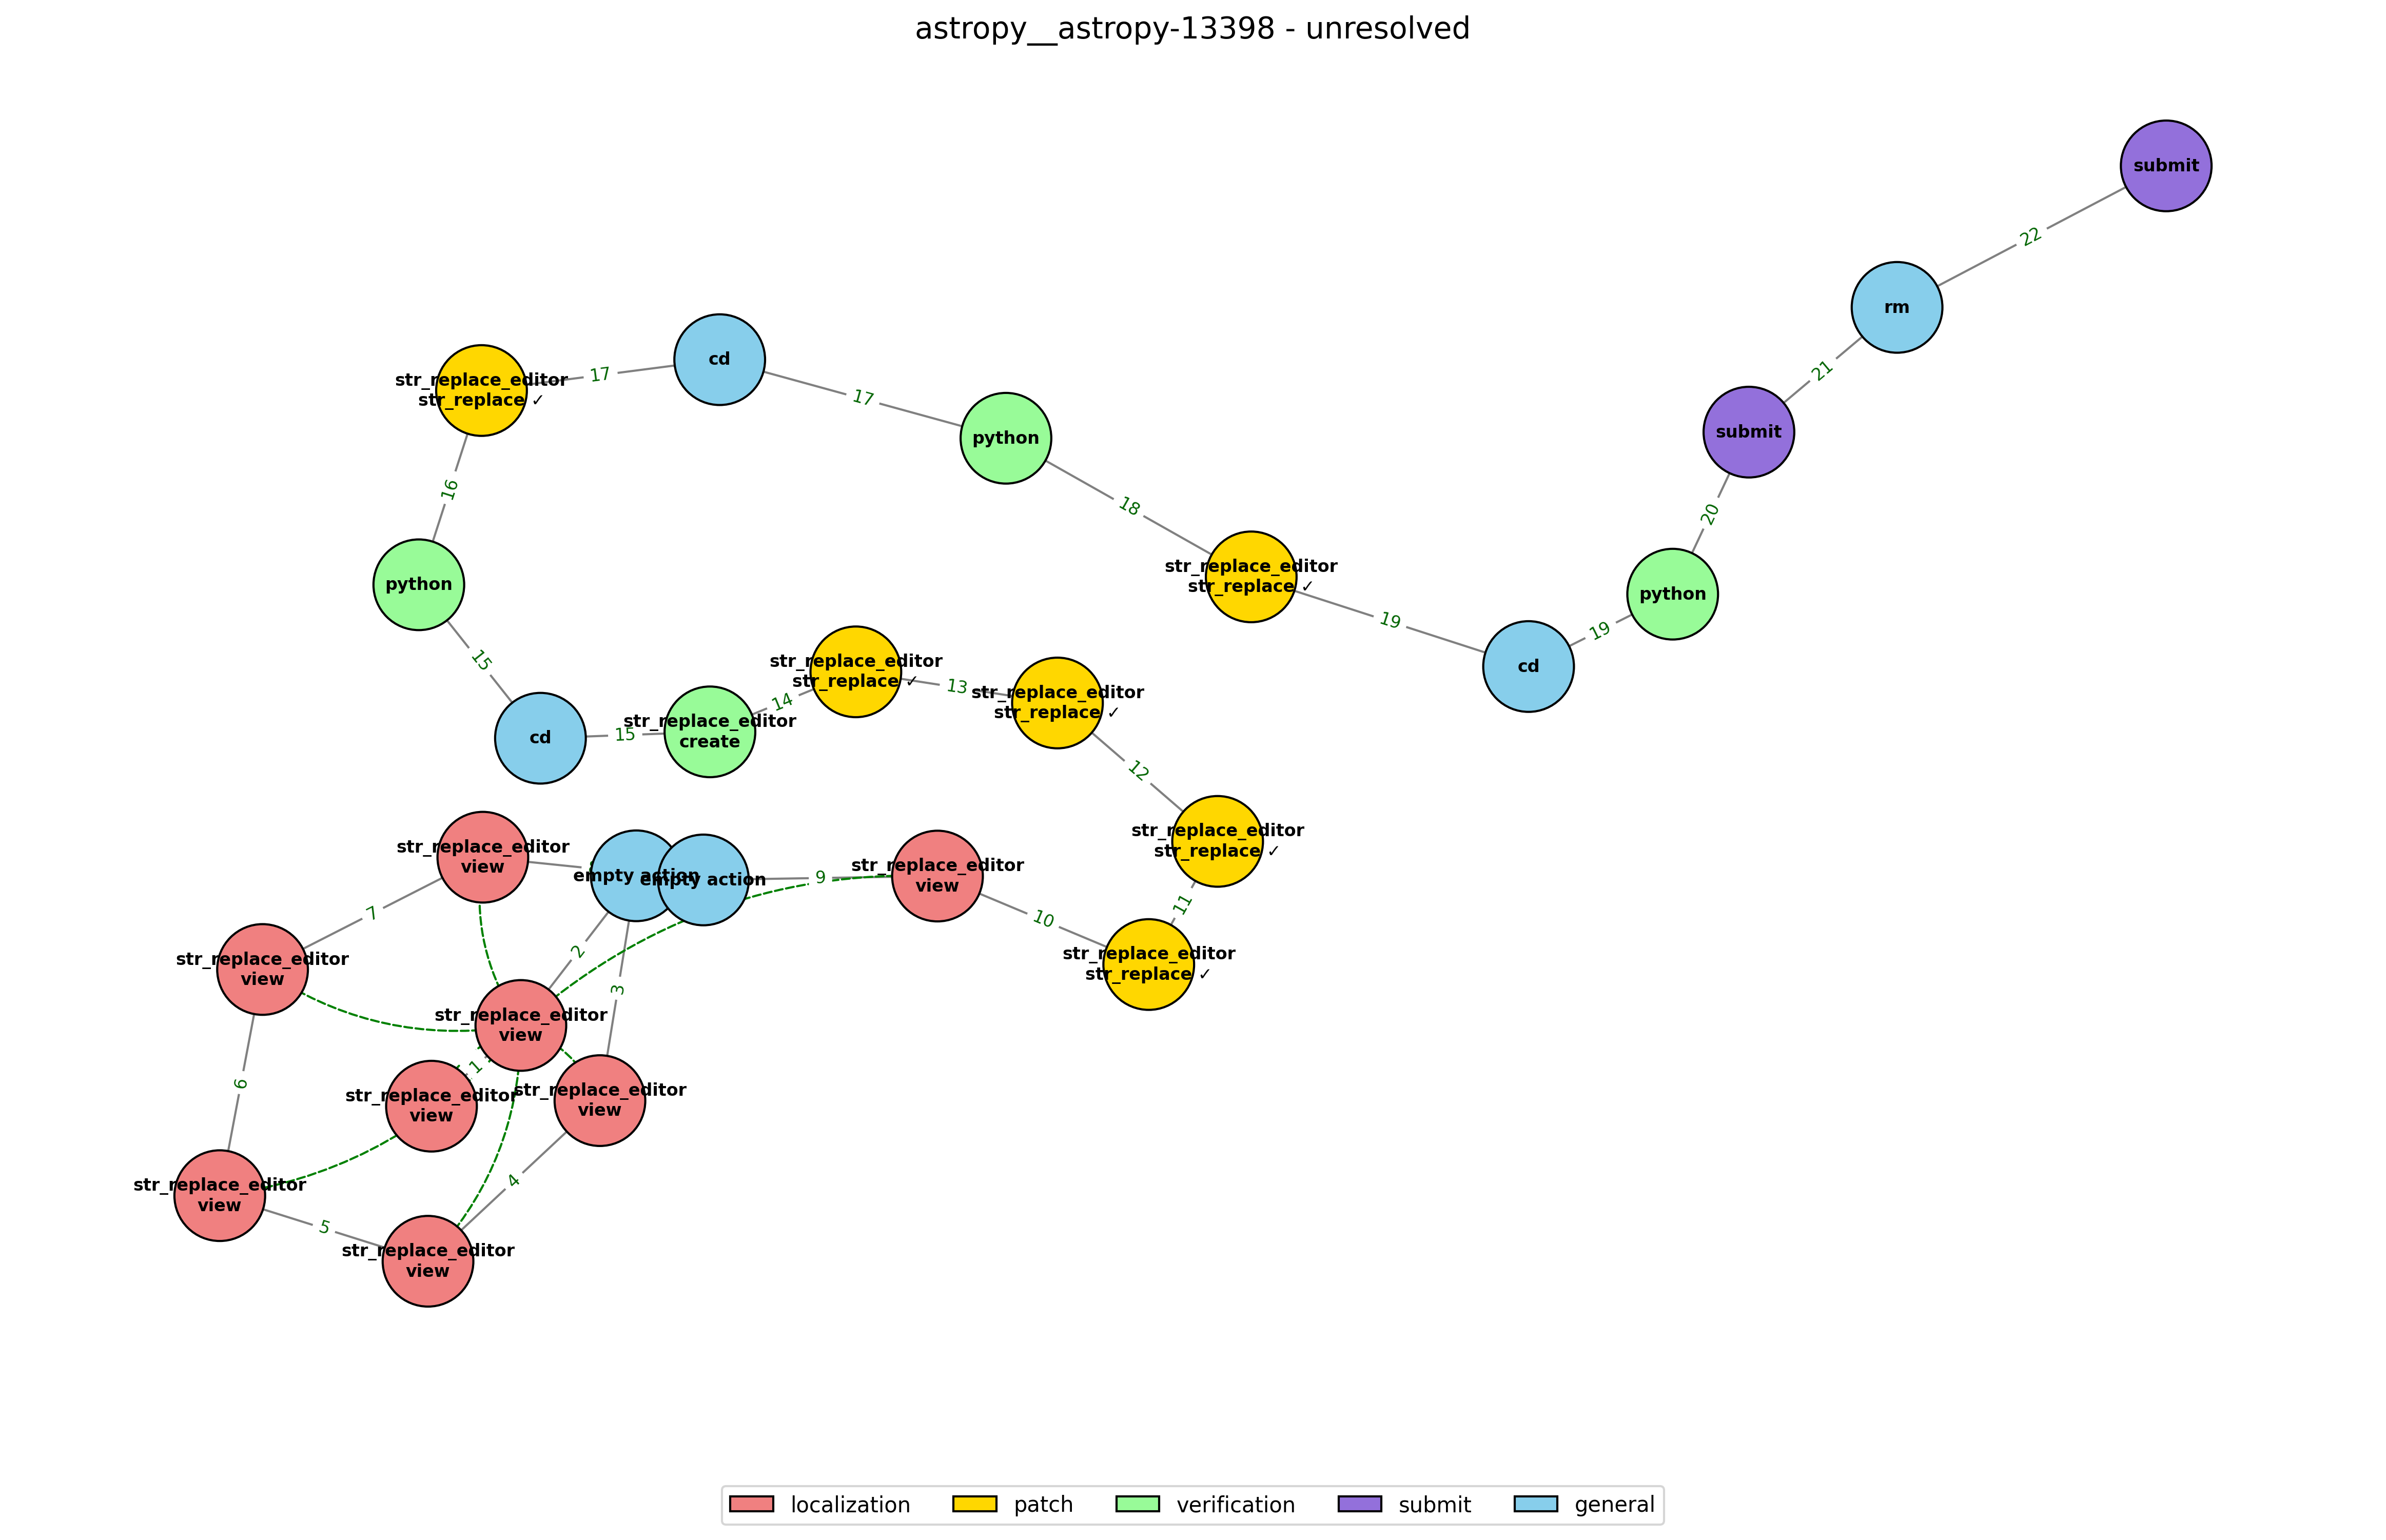 astropy__astropy-13398 - unresolved
submit
22
rm
21
submit
20
python
19
cd
19
str_replace_editor
str_replace ✓
18
python
17
cd
17
str_replace_editor
str_replace ✓
16
python
15
cd
15
str_replace_editor
create
14
str_replace_editor
str_replace ✓
13
str_replace_editor
str_replace ✓
12
str_replace_editor
str_replace ✓
11
str_replace_editor
str_replace ✓
10
str_replace_editor
view
9
empty action
empty action
str_replace_editor
view
7
str_replace_editor
view
6
str_replace_editor
view
5
str_replace_editor
view
4
str_replace_editor
view
3
2
str_replace_editor
view
1
str_replace_editor
view
localization
patch
verification
submit
general